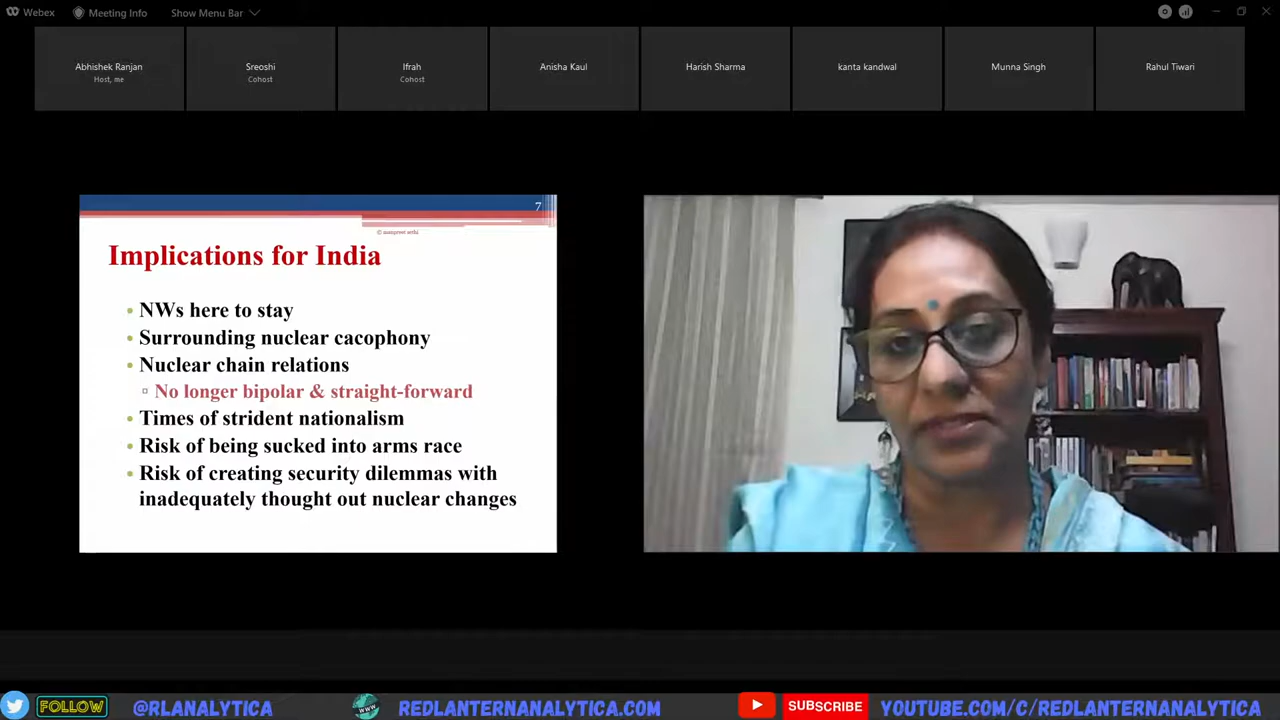 Webex
Meeting Info
Show Menu Bar
Abhishek Ranjan
Host, me
Sreoshi
Cohost
Ifrah
Cohost
Anisha Kaul
Harish Sharma
kanta kandwal
Munna Singh
Rahul Tiwari
7
© manpreet sethi
Implications for India
• NWs here to stay
• Surrounding nuclear cacophony
• Nuclear chain relations
▫ No longer bipolar & straight-forward
• Times of strident nationalism
• Risk of being sucked into arms race
• Risk of creating security dilemmas with
inadequately thought out nuclear changes
FOLLOW
@RLANALYTICA
WWW
REDLANTERNANALYTICA.COM
SUBSCRIBE
YOUTUBE.COM/C/REDLANTERNANALYTICA